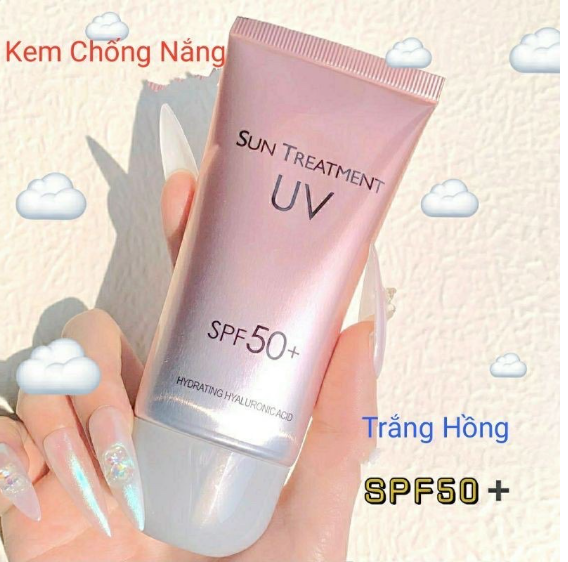 Kem Chống Nắng
SUN TREATMENT
UV
SPF50+
HYDRATING HYALURONIC ACID
Trắng Hồng
SPF50+